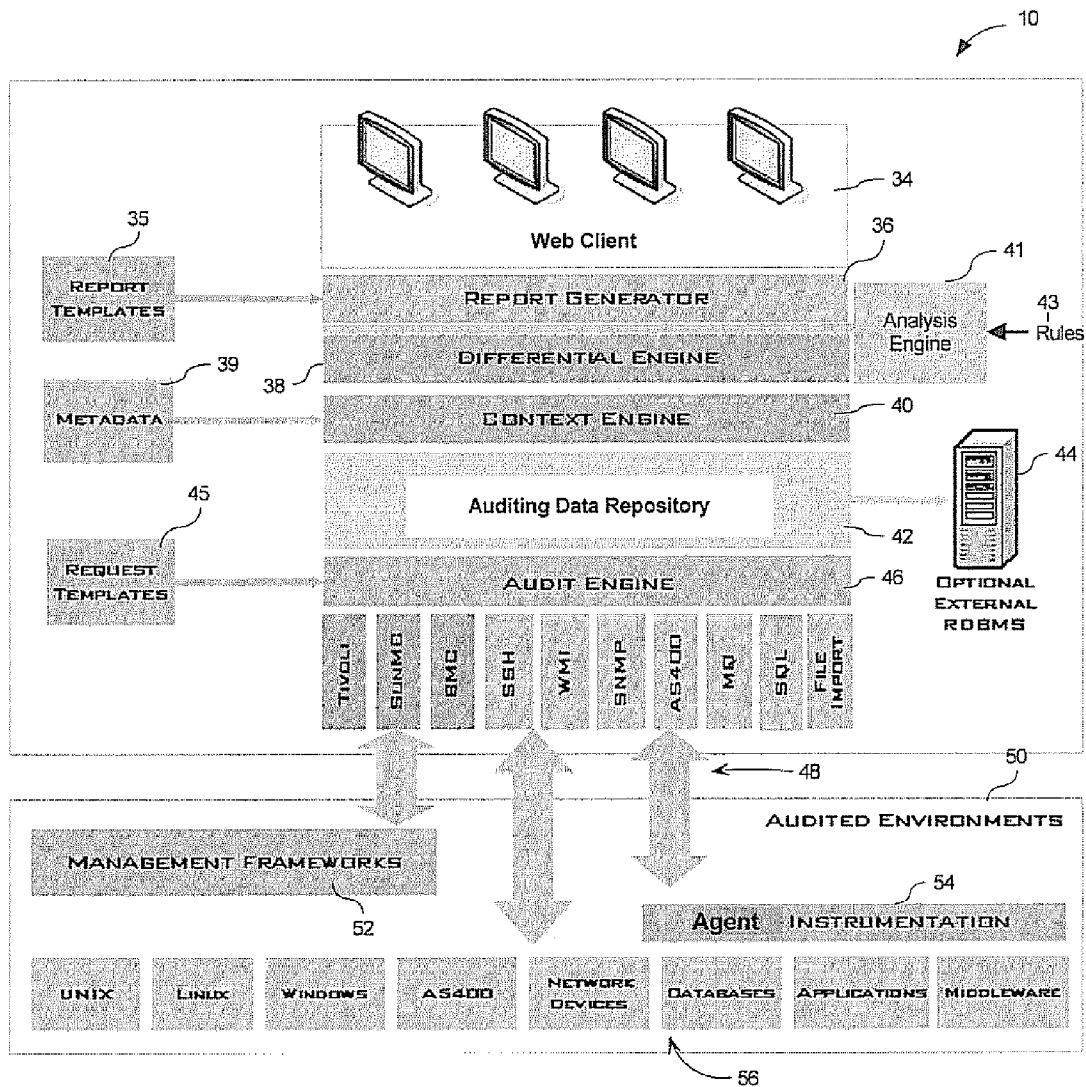 10
34
Web Client
35
36
41
REPORT
TEMPLATES
REPORT GENERATOR
Analysis
Engine
43
Rules
DIFFERENTIAL ENGINE
38
39
METADATA
CONTEXT ENGINE
40
44
Auditing Data Repository
42
45
REQUEST
TEMPLATES
AUDIT ENGINE
46
OPTIONAL
EXTERNAL
RDBMS
TIVOLI
SUNMC
BMC
SSH
WMI
SNMP
AS400
MQ
SQL
FILE
IMPORT
48
50
AUDITED ENVIRONMENTS
MANAGEMENT FRAMEWORKS
52
54
Agent INSTRUMENTATION
UNIX
LINUX
WINDOWS
AS400
NETWORK
DEVICES
DATABASES
APPLICATIONS
MIDDLEWARE
56